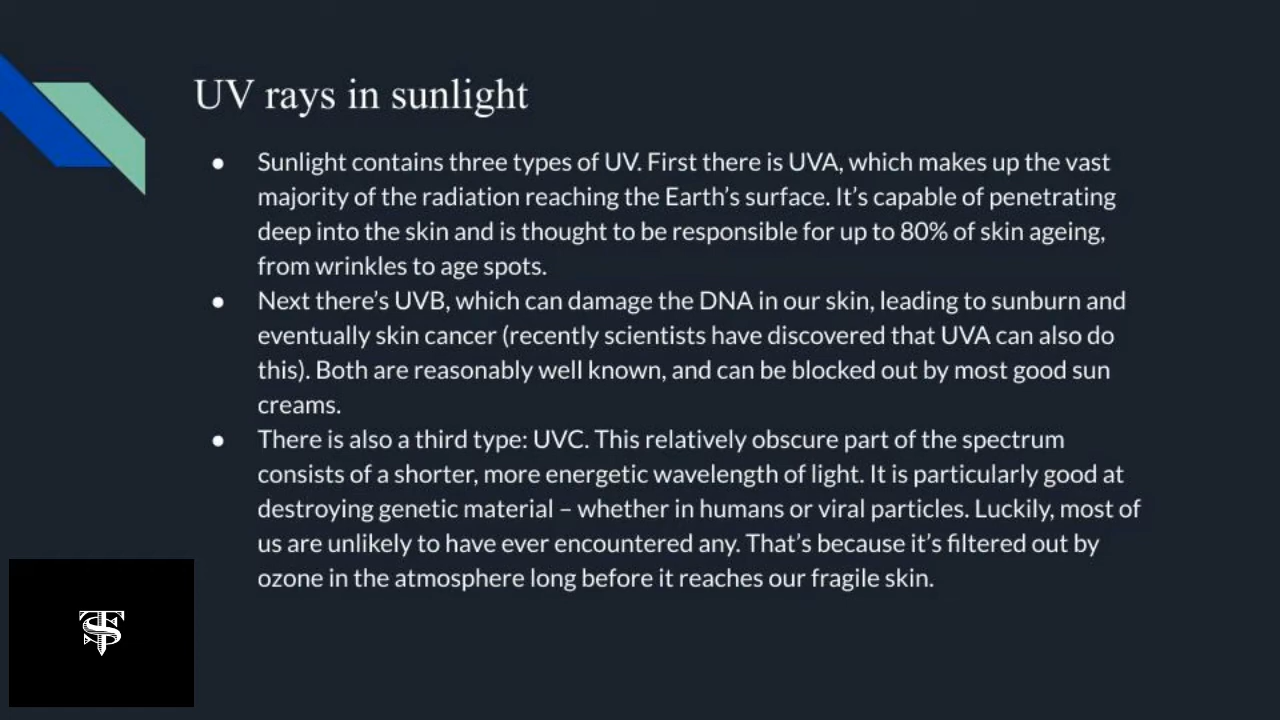 UV rays in sunlight
● Sunlight contains three types of UV. First there is UVA, which makes up the vast
majority of the radiation reaching the Earth’s surface. It’s capable of penetrating
deep into the skin and is thought to be responsible for up to 80% of skin ageing,
from wrinkles to age spots.
● Next there’s UVB, which can damage the DNA in our skin, leading to sunburn and
eventually skin cancer (recently scientists have discovered that UVA can also do
this). Both are reasonably well known, and can be blocked out by most good sun
creams.
● There is also a third type: UVC. This relatively obscure part of the spectrum
consists of a shorter, more energetic wavelength of light. It is particularly good at
destroying genetic material – whether in humans or viral particles. Luckily, most of
us are unlikely to have ever encountered any. That’s because it’s filtered out by
ozone in the atmosphere long before it reaches our fragile skin.